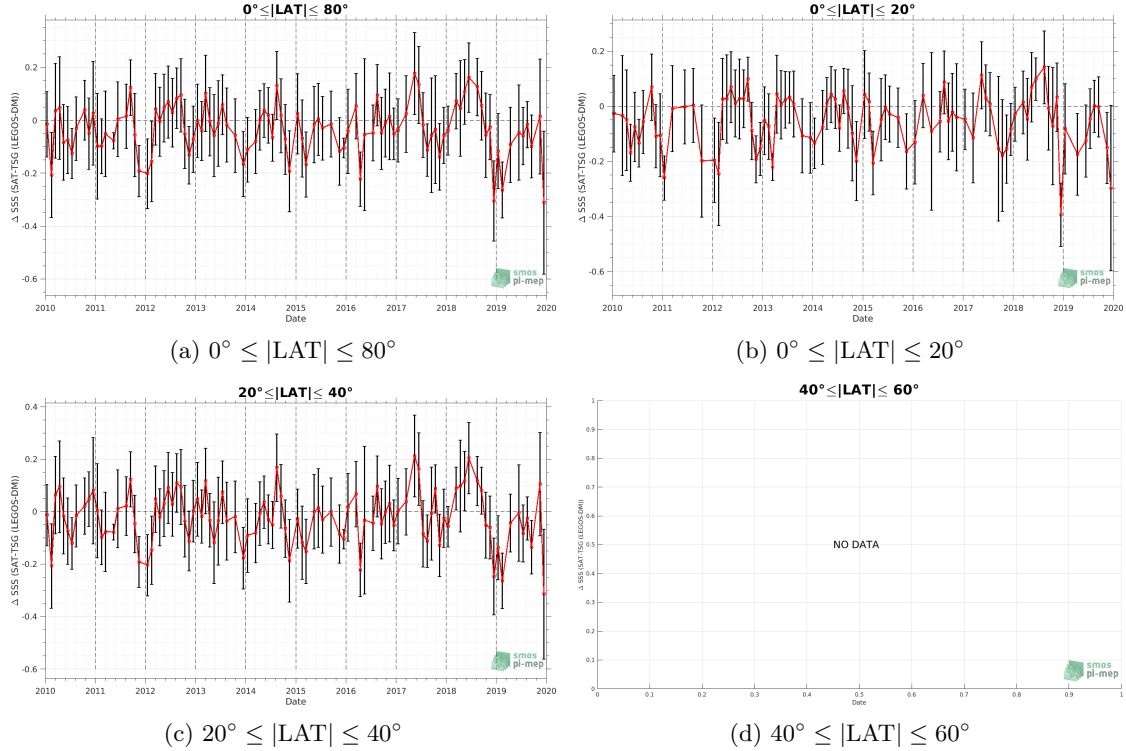 0°≤|LAT|≤ 80°
Δ SSS (SAT-TSG (LEGOS-DMI))
0.2
0
-0.2
-0.4
-0.6
2010 2011 2012 2013 2014 2015 2016 2017 2018 2019 2020
Date
smos
pi-mep
(a) 0° ≤ |LAT| ≤ 80°
0°≤|LAT|≤ 20°
Δ SSS (SAT-TSG (LEGOS-DMI))
0.2
0
-0.2
-0.4
-0.6
2010 2011 2012 2013 2014 2015 2016 2017 2018 2019 2020
Date
smos
pi-mep
(b) 0° ≤ |LAT| ≤ 20°
20°≤|LAT|≤ 40°
Δ SSS (SAT-TSG (LEGOS-DMI))
0.4
0.2
0
-0.2
-0.4
-0.6
2010 2011 2012 2013 2014 2015 2016 2017 2018 2019 2020
Date
smos
pi-mep
(c) 20° ≤ |LAT| ≤ 40°
40°≤|LAT|≤ 60°
Δ SSS (SAT-TSG (LEGOS-DMI))
1
0.9
0.8
0.7
0.6
0.5
0.4
0.3
0.2
0.1
0
NO DATA
0 0.1 0.2 0.3 0.4 0.5 0.6 0.7 0.8 0.9 1
Date
smos
pi-mep
(d) 40° ≤ |LAT| ≤ 60°